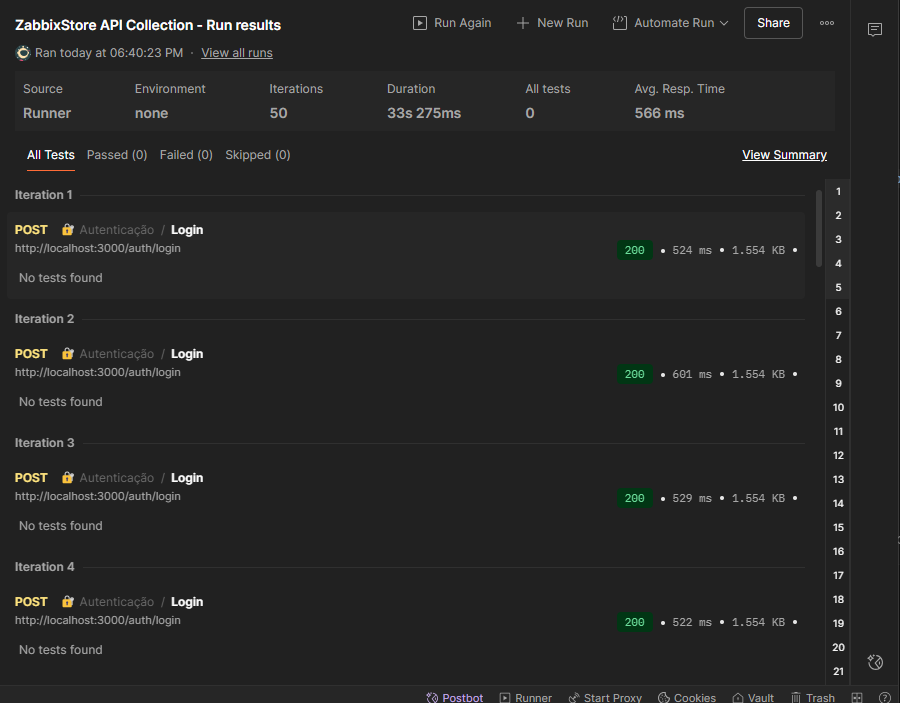 ZabbixStore API Collection - Run results
Run Again
New Run
Automate Run
Share
Ran today at 06:40:23 PM · View all runs
Source Environment Iterations Duration All tests Avg. Resp. Time
Runner none 50 33s 275ms 0 566 ms
All Tests Passed (0) Failed (0) Skipped (0) View Summary
Iteration 1
POST Autenticação / Login
http://localhost:3000/auth/login
200 • 524 ms • 1.554 KB •
No tests found
Iteration 2
POST Autenticação / Login
http://localhost:3000/auth/login
200 • 601 ms • 1.554 KB •
No tests found
Iteration 3
POST Autenticação / Login
http://localhost:3000/auth/login
200 • 529 ms • 1.554 KB •
No tests found
Iteration 4
POST Autenticação / Login
http://localhost:3000/auth/login
200 • 522 ms • 1.554 KB •
No tests found
1
2
3
4
5
6
7
8
9
10
11
12
13
14
15
16
17
18
19
20
21
Postbot Runner Start Proxy Cookies Vault Trash